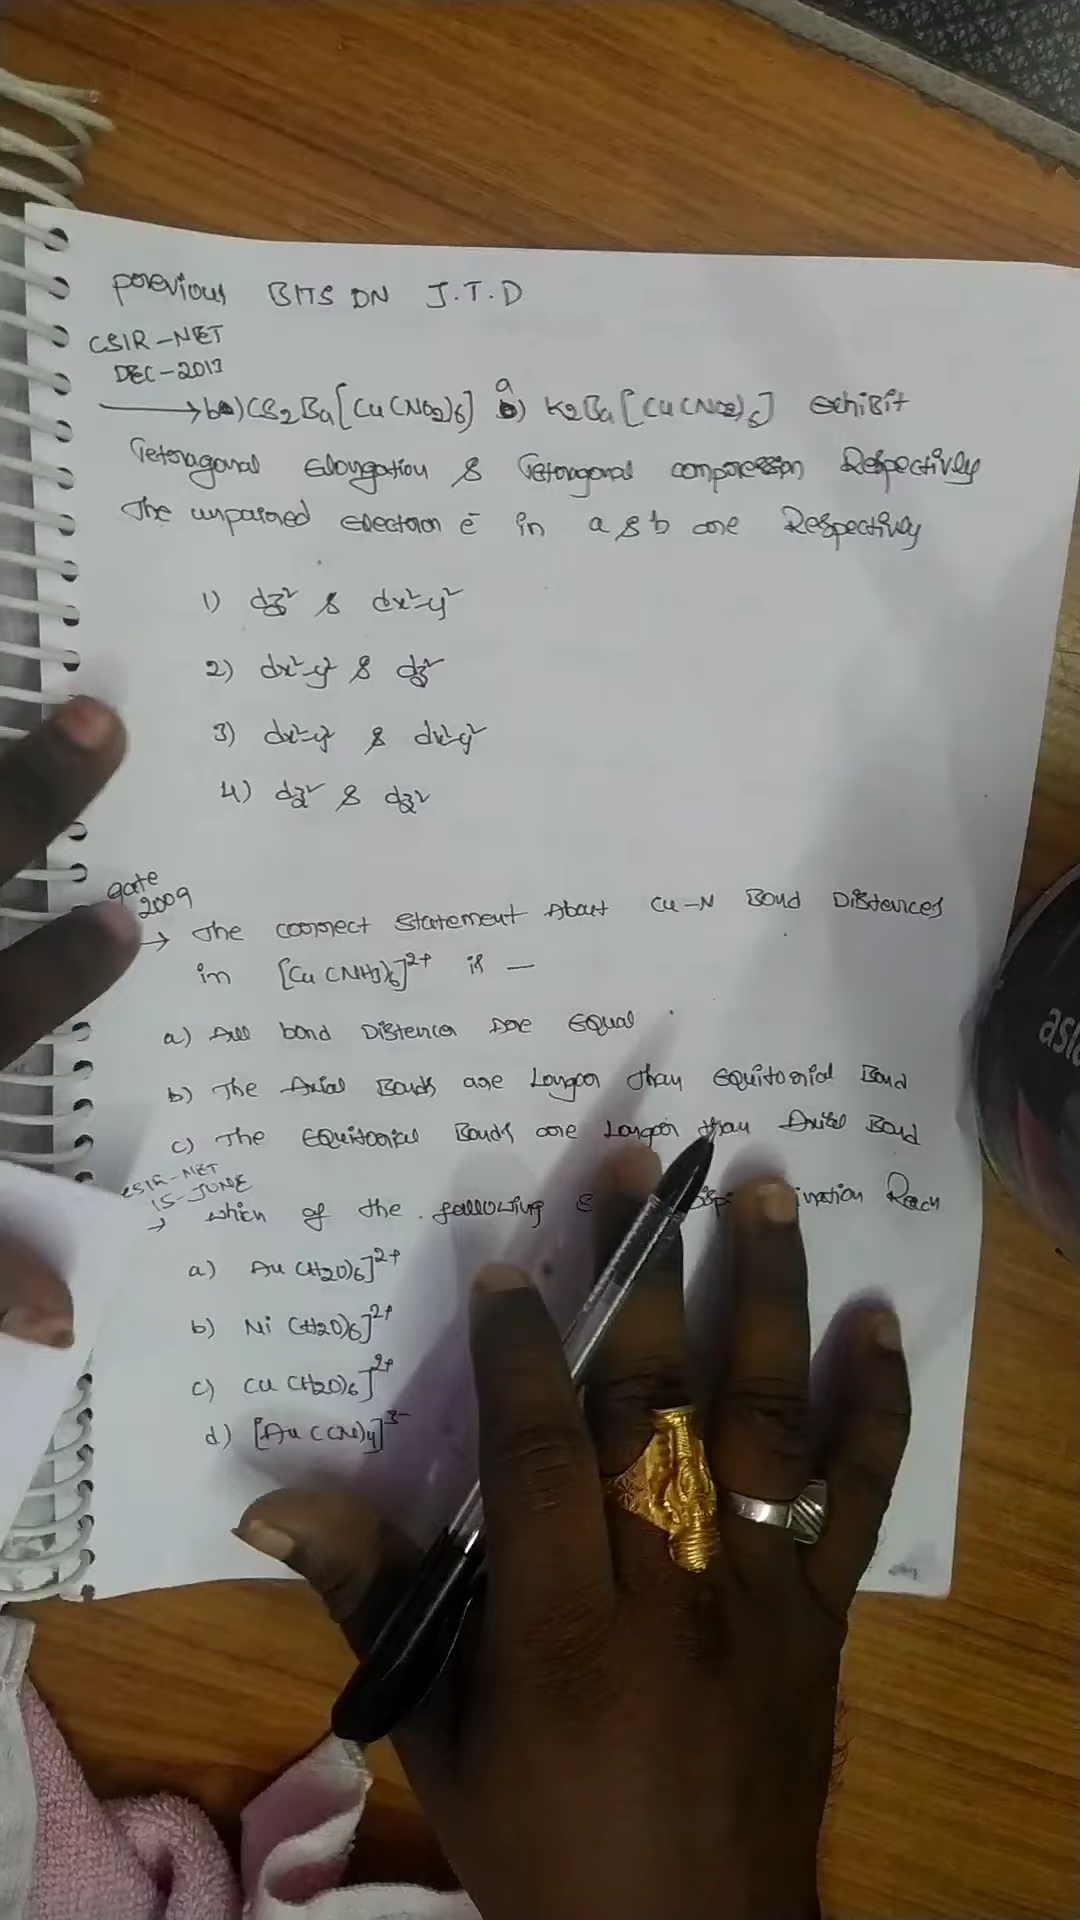 previous BITS ON J.T.D
CSIR-NET
DEC-2017
→ b) CS2Ba[Cu(NO2)6] a) K2Ba[Cu(NO2)6] exhiBit
Tetragonal Elongation & Tetragonal compression Respectively
The unpaired electron e⁻ in a & b are Respectively
1) dz² & dx²-y²
2) dx²-y² & dz²
3) dx²-y² & dx²-y²
4) dz² & dz²
gate
2009
→ The correct statement About Cu-N Bond Distences
in [Cu(NH3)6]²⁺ is —
a) All bond Distences Are Equal
b) The Axial Bonds are Longer than equitorial Bond
c) The Equitorial Bonds are Longer than Axial Bond
CSIR-NET
15-JUNE
→ which of the following
a) Au(H2O)6]²⁺
b) Ni(H2O)6]²⁺
c) Cu(H2O)6]²⁺
d) [Au(CN)4]³⁻
asia